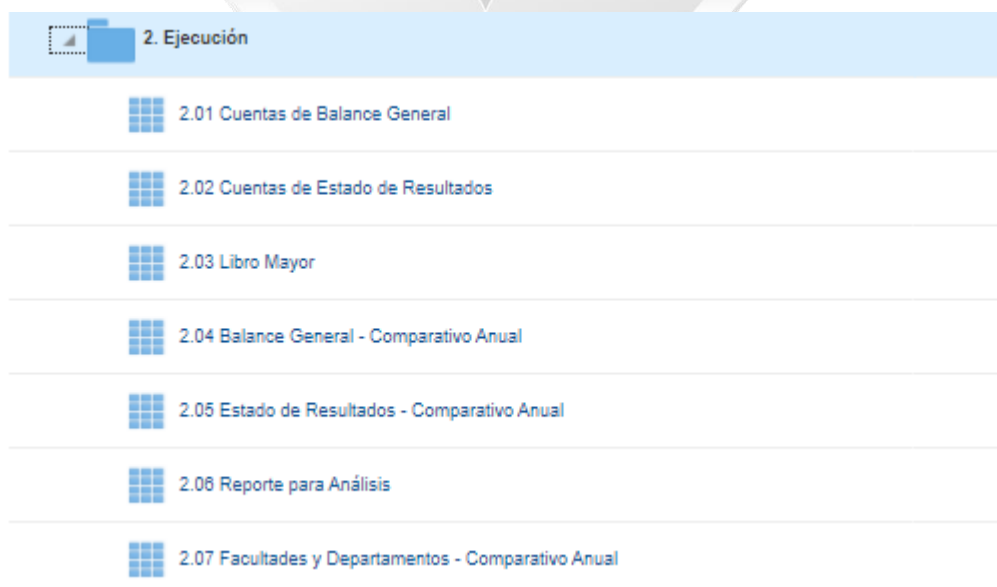 2. Ejecución
2.01 Cuentas de Balance General
2.02 Cuentas de Estado de Resultados
2.03 Libro Mayor
2.04 Balance General - Comparativo Anual
2.05 Estado de Resultados - Comparativo Anual
2.06 Reporte para Análisis
2.07 Facultades y Departamentos - Comparativo Anual